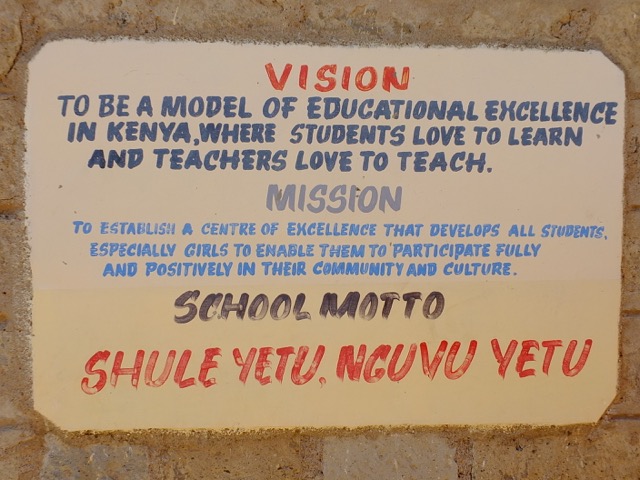 VISION
TO BE A MODEL OF EDUCATIONAL EXCELLENCE
IN KENYA, WHERE STUDENTS LOVE TO LEARN
AND TEACHERS LOVE TO TEACH.
MISSION
TO ESTABLISH A CENTRE OF EXCELLENCE THAT DEVELOPS ALL STUDENTS,
ESPECIALLY GIRLS TO ENABLE THEM TO PARTICIPATE FULLY
AND POSITIVELY IN THEIR COMMUNITY AND CULTURE.
SCHOOL MOTTO
SHULE YETU, NGUVU YETU